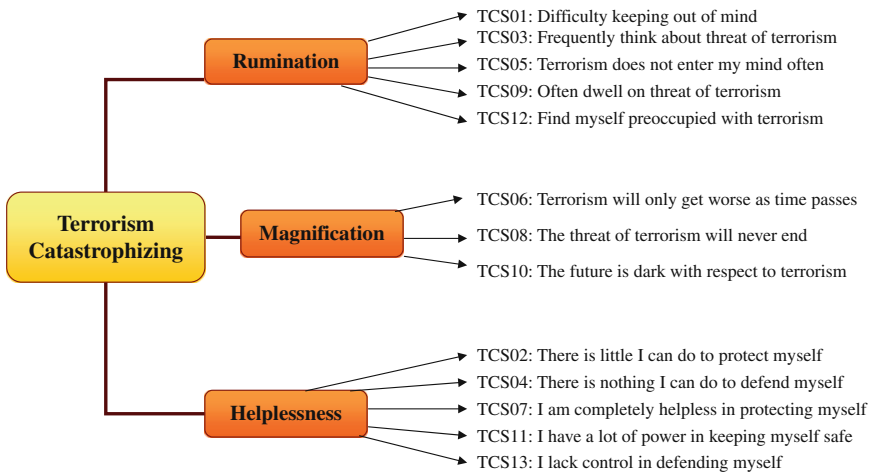 Terrorism
Catastrophizing
Rumination
TCS01: Difficulty keeping out of mind
TCS03: Frequently think about threat of terrorism
TCS05: Terrorism does not enter my mind often
TCS09: Often dwell on threat of terrorism
TCS12: Find myself preoccupied with terrorism
Magnification
TCS06: Terrorism will only get worse as time passes
TCS08: The threat of terrorism will never end
TCS10: The future is dark with respect to terrorism
Helplessness
TCS02: There is little I can do to protect myself
TCS04: There is nothing I can do to defend myself
TCS07: I am completely helpless in protecting myself
TCS11: I have a lot of power in keeping myself safe
TCS13: I lack control in defending myself